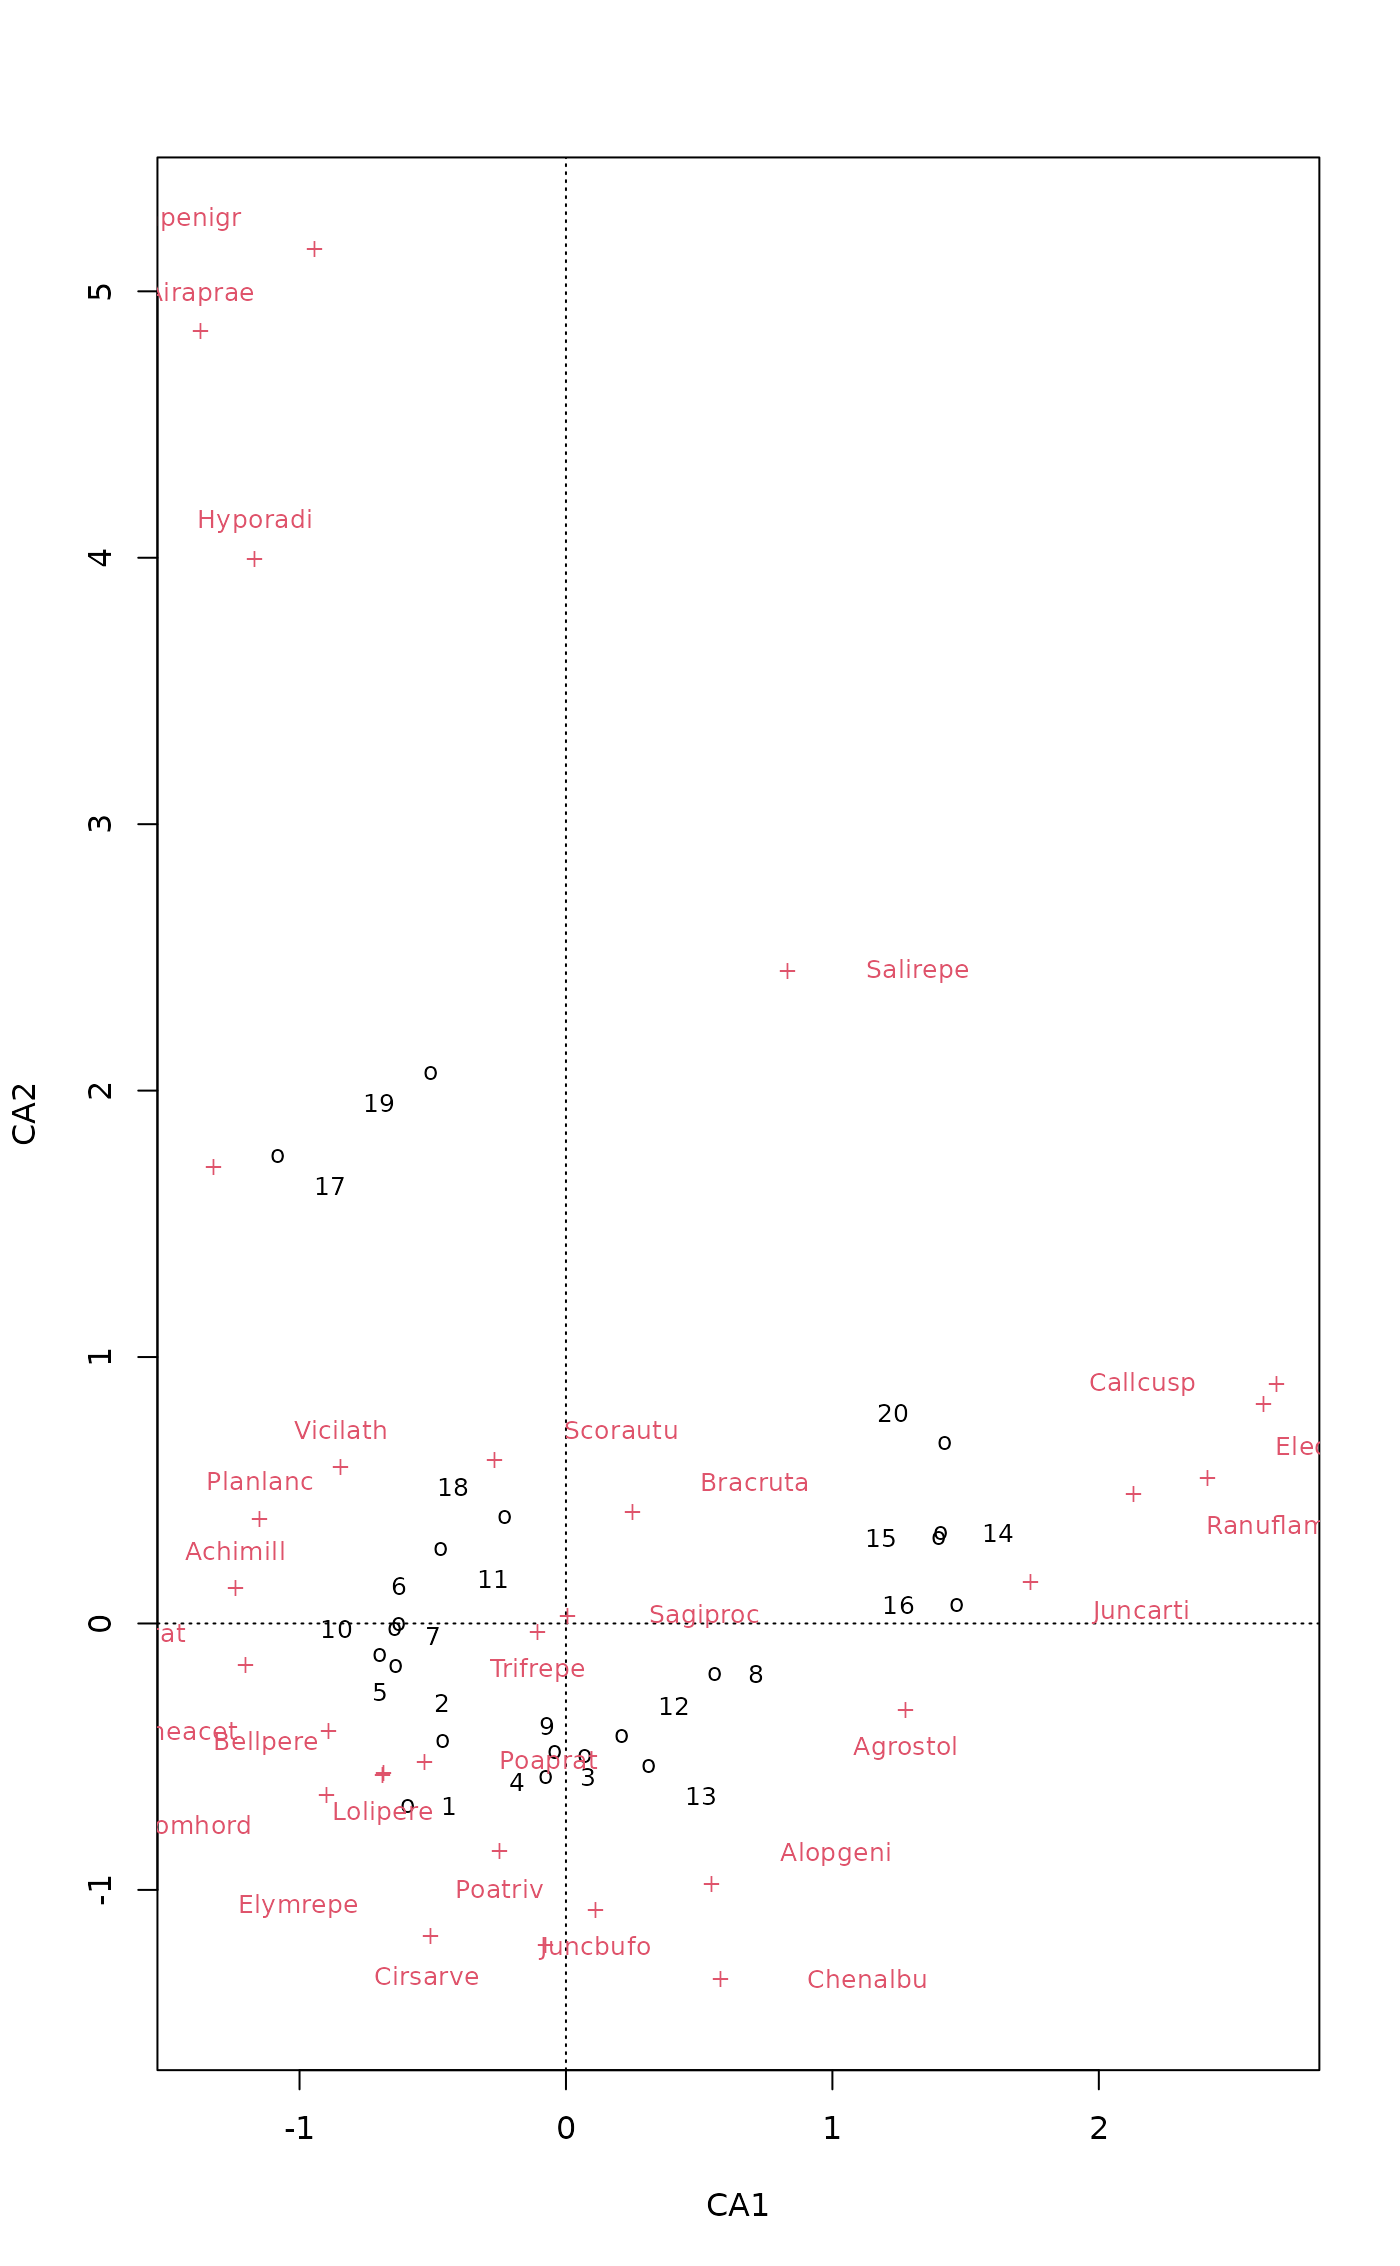 penigr
5
Airaprae
Hyporadi
4
3
Salirepe
2
19
17
CA2
1
Callcusp
20
Vicilath
Scorautu
Elec
Planlanc
18
Bracruta
Ranuflam
15
14
Achimill
11
6
16
Juncarti
Sagiproc
0
10
7
at
Trifrepe
8
5
2
12
9
neacet
Bellpere
Agrostol
Poaprat
4
3
13
Lolipere
1
omhord
Alopgeni
-1
Poatriv
Elymrepe
Juncbufo
Cirsarve
Chenalbu
-1
0
1
2
CA1